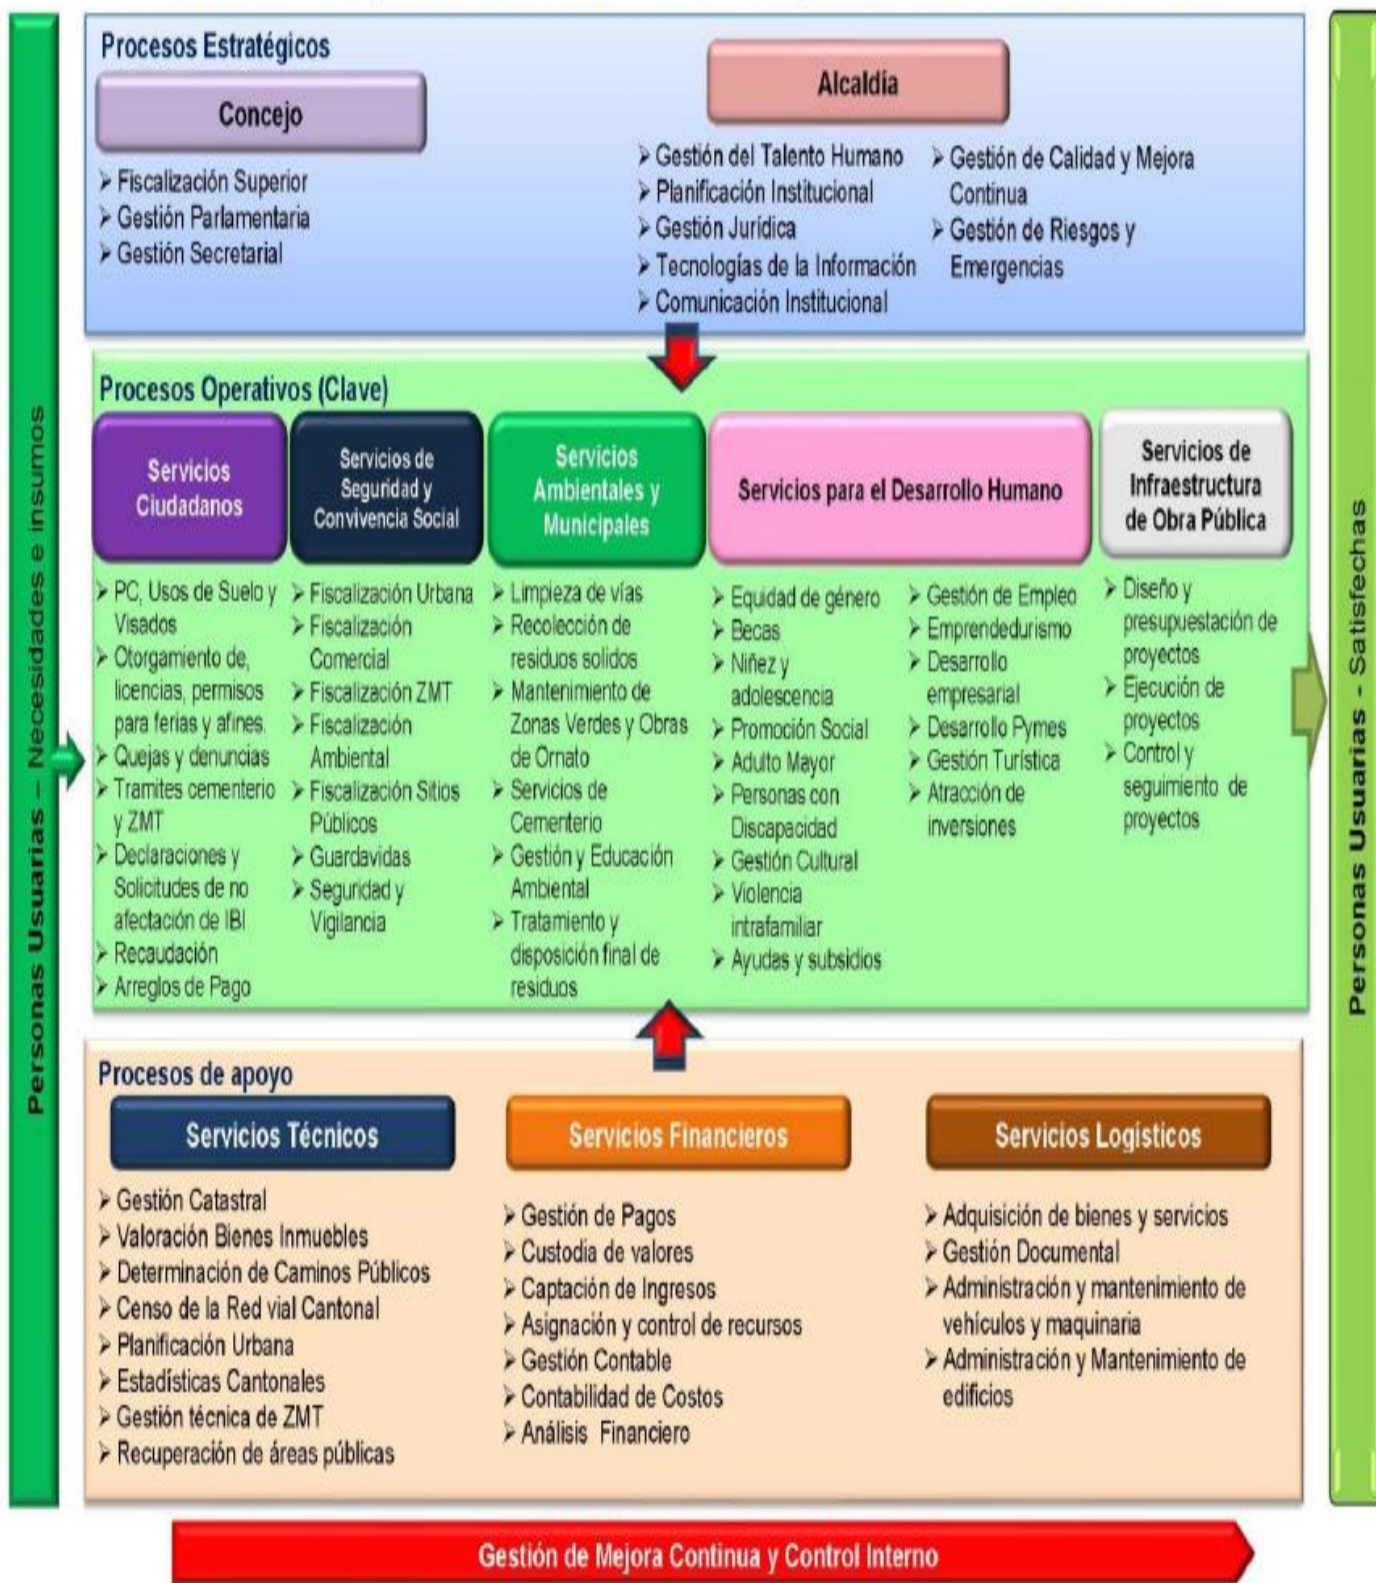 Personas Usuarias – Necesidades e insumos
Procesos Estratégicos
Concejo
➢ Fiscalización Superior
➢ Gestión Parlamentaria
➢ Gestión Secretarial
Alcaldía
➢ Gestión del Talento Humano
➢ Planificación Institucional
➢ Gestión Jurídica
➢ Tecnologías de la Información
➢ Comunicación Institucional
➢ Gestión de Calidad y Mejora
Continua
➢ Gestión de Riesgos y
Emergencias
Procesos Operativos (Clave)
Servicios
Ciudadanos
➢ PC, Usos de Suelo y
Visados
➢ Otorgamiento de,
licencias, permisos
para ferias y afines.
➢ Quejas y denuncias
➢ Tramites cementerio
y ZMT
➢ Declaraciones y
Solicitudes de no
afectación de IBI
➢ Recaudación
➢ Arreglos de Pago
Servicios de
Seguridad y
Convivencia Social
➢ Fiscalización Urbana
➢ Fiscalización
Comercial
➢ Fiscalización ZMT
➢ Fiscalización
Ambiental
➢ Fiscalización Sitios
Públicos
➢ Guardavidas
➢ Seguridad y
Vigilancia
Servicios
Ambientales y
Municipales
➢ Limpieza de vías
➢ Recolección de
residuos solidos
➢ Mantenimiento de
Zonas Verdes y Obras
de Ornato
➢ Servicios de
Cementerio
➢ Gestión y Educación
Ambiental
➢ Tratamiento y
disposición final de
residuos
Servicios para el Desarrollo Humano
➢ Equidad de género
➢ Becas
➢ Niñez y
adolescencia
➢ Promoción Social
➢ Adulto Mayor
➢ Personas con
Discapacidad
➢ Gestión Cultural
➢ Violencia
intrafamiliar
➢ Ayudas y subsidios
➢ Gestión de Empleo
➢ Emprendedurismo
➢ Desarrollo
empresarial
➢ Desarrollo Pymes
➢ Gestión Turística
➢ Atracción de
inversiones
Servicios de
Infraestructura
de Obra Pública
➢ Diseño y
presupuestación de
proyectos
➢ Ejecución de
proyectos
➢ Control y
seguimiento de
proyectos
Procesos de apoyo
Servicios Técnicos
➢ Gestión Catastral
➢ Valoración Bienes Inmuebles
➢ Determinación de Caminos Públicos
➢ Censo de la Red vial Cantonal
➢ Planificación Urbana
➢ Estadísticas Cantonales
➢ Gestión técnica de ZMT
➢ Recuperación de áreas públicas
Servicios Financieros
➢ Gestión de Pagos
➢ Custodia de valores
➢ Captación de Ingresos
➢ Asignación y control de recursos
➢ Gestión Contable
➢ Contabilidad de Costos
➢ Análisis Financiero
Servicios Logísticos
➢ Adquisición de bienes y servicios
➢ Gestión Documental
➢ Administración y mantenimiento de
vehículos y maquinaria
➢ Administración y Mantenimiento de
edificios
Personas Usuarias - Satisfechas
Gestión de Mejora Continua y Control Interno